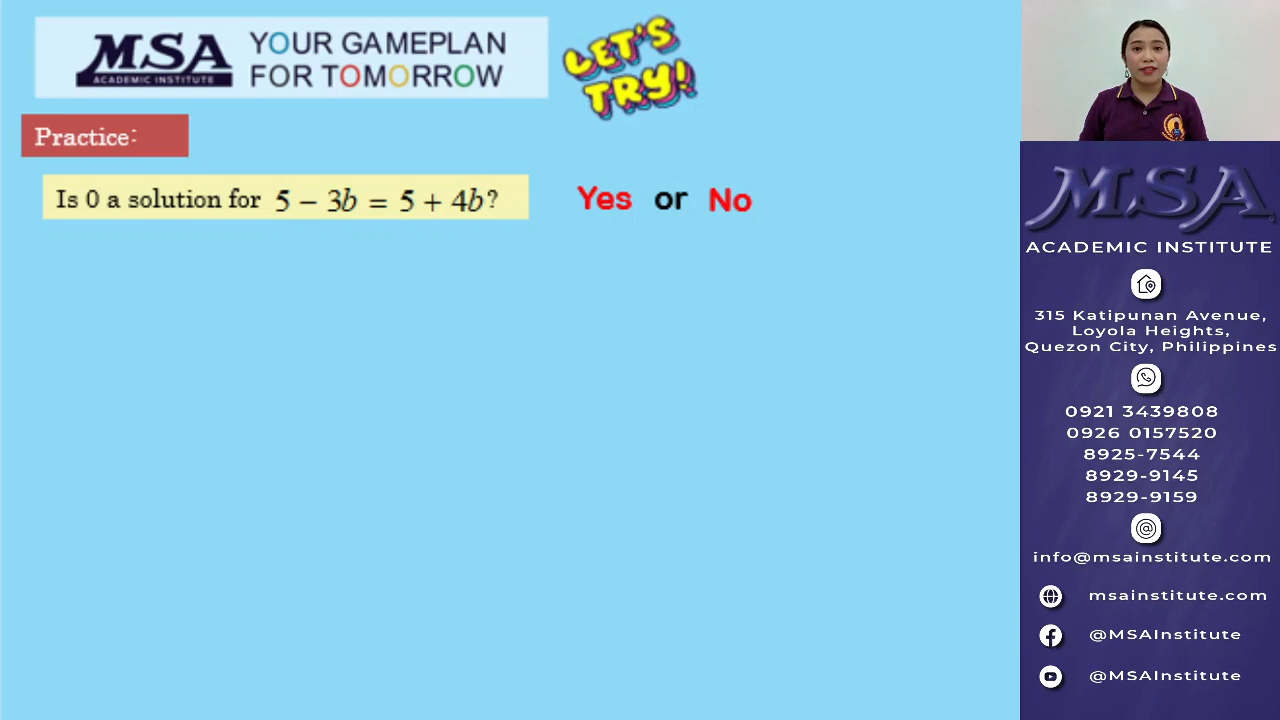 MSA
ACADEMIC INSTITUTE
YOUR GAMEPLAN
FOR TOMORROW
LET'S
TRY!
Practice:
Is 0 a solution for 5 − 3b = 5 + 4b?
Yes or No
MSA
ACADEMIC INSTITUTE
315 Katipunan Avenue,
Loyola Heights,
Quezon City, Philippines
0921 3439808
0926 0157520
8925-7544
8929-9145
8929-9159
info@msainstitute.com
msainstitute.com
@MSAInstitute
@MSAInstitute